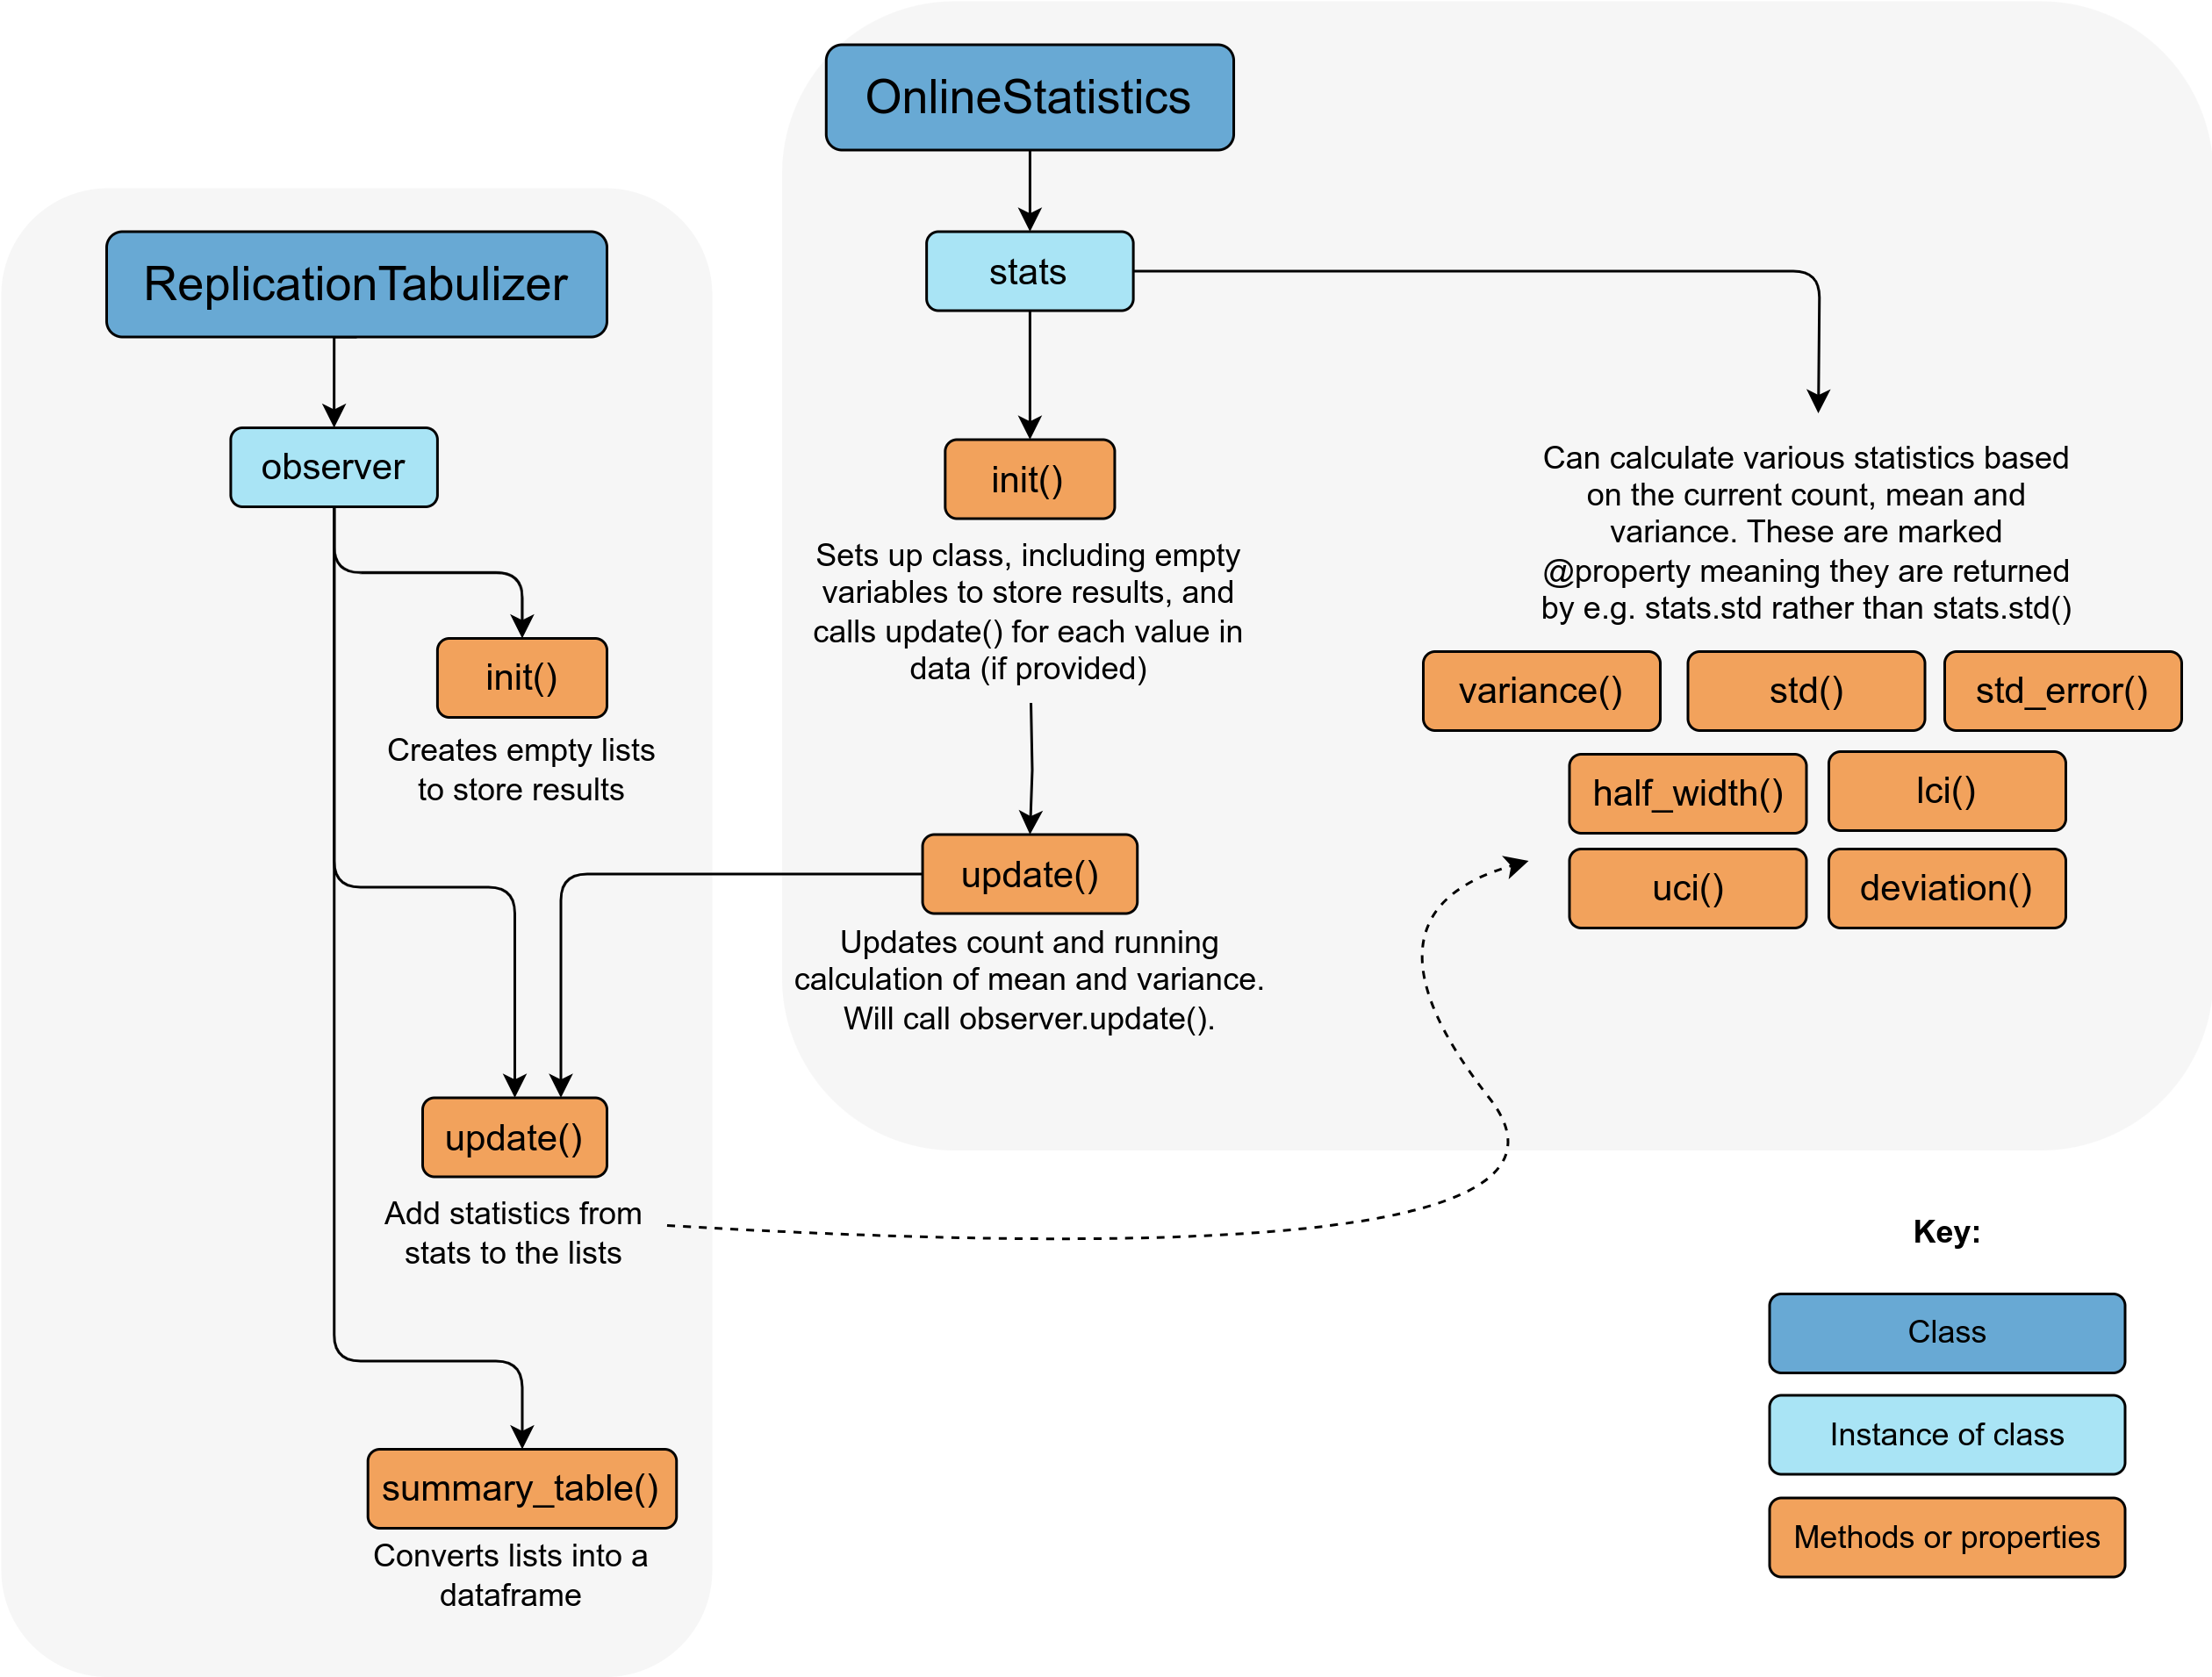 OnlineStatistics
stats
ReplicationTabulizer
observer
init()
Creates empty lists
to store results
update()
Add statistics from
stats to the lists
summary_table()
Converts lists into a
dataframe
init()
Sets up class, including empty
variables to store results, and
calls update() for each value in
data (if provided)
update()
Updates count and running
calculation of mean and variance.
Will call observer.update().
Can calculate various statistics based
on the current count, mean and
variance. These are marked
@property meaning they are returned
by e.g. stats.std rather than stats.std()
variance()
std()
std_error()
half_width()
lci()
uci()
deviation()
Key:
Class
Instance of class
Methods or properties